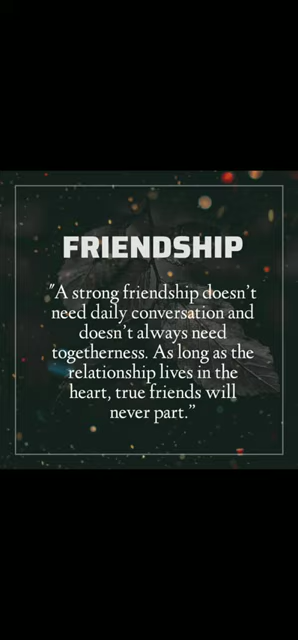 FRIENDSHIP
"A strong friendship doesn't
need daily conversation and
doesn't always need
togetherness. As long as the
relationship lives in the
heart, true friends will
never part.”